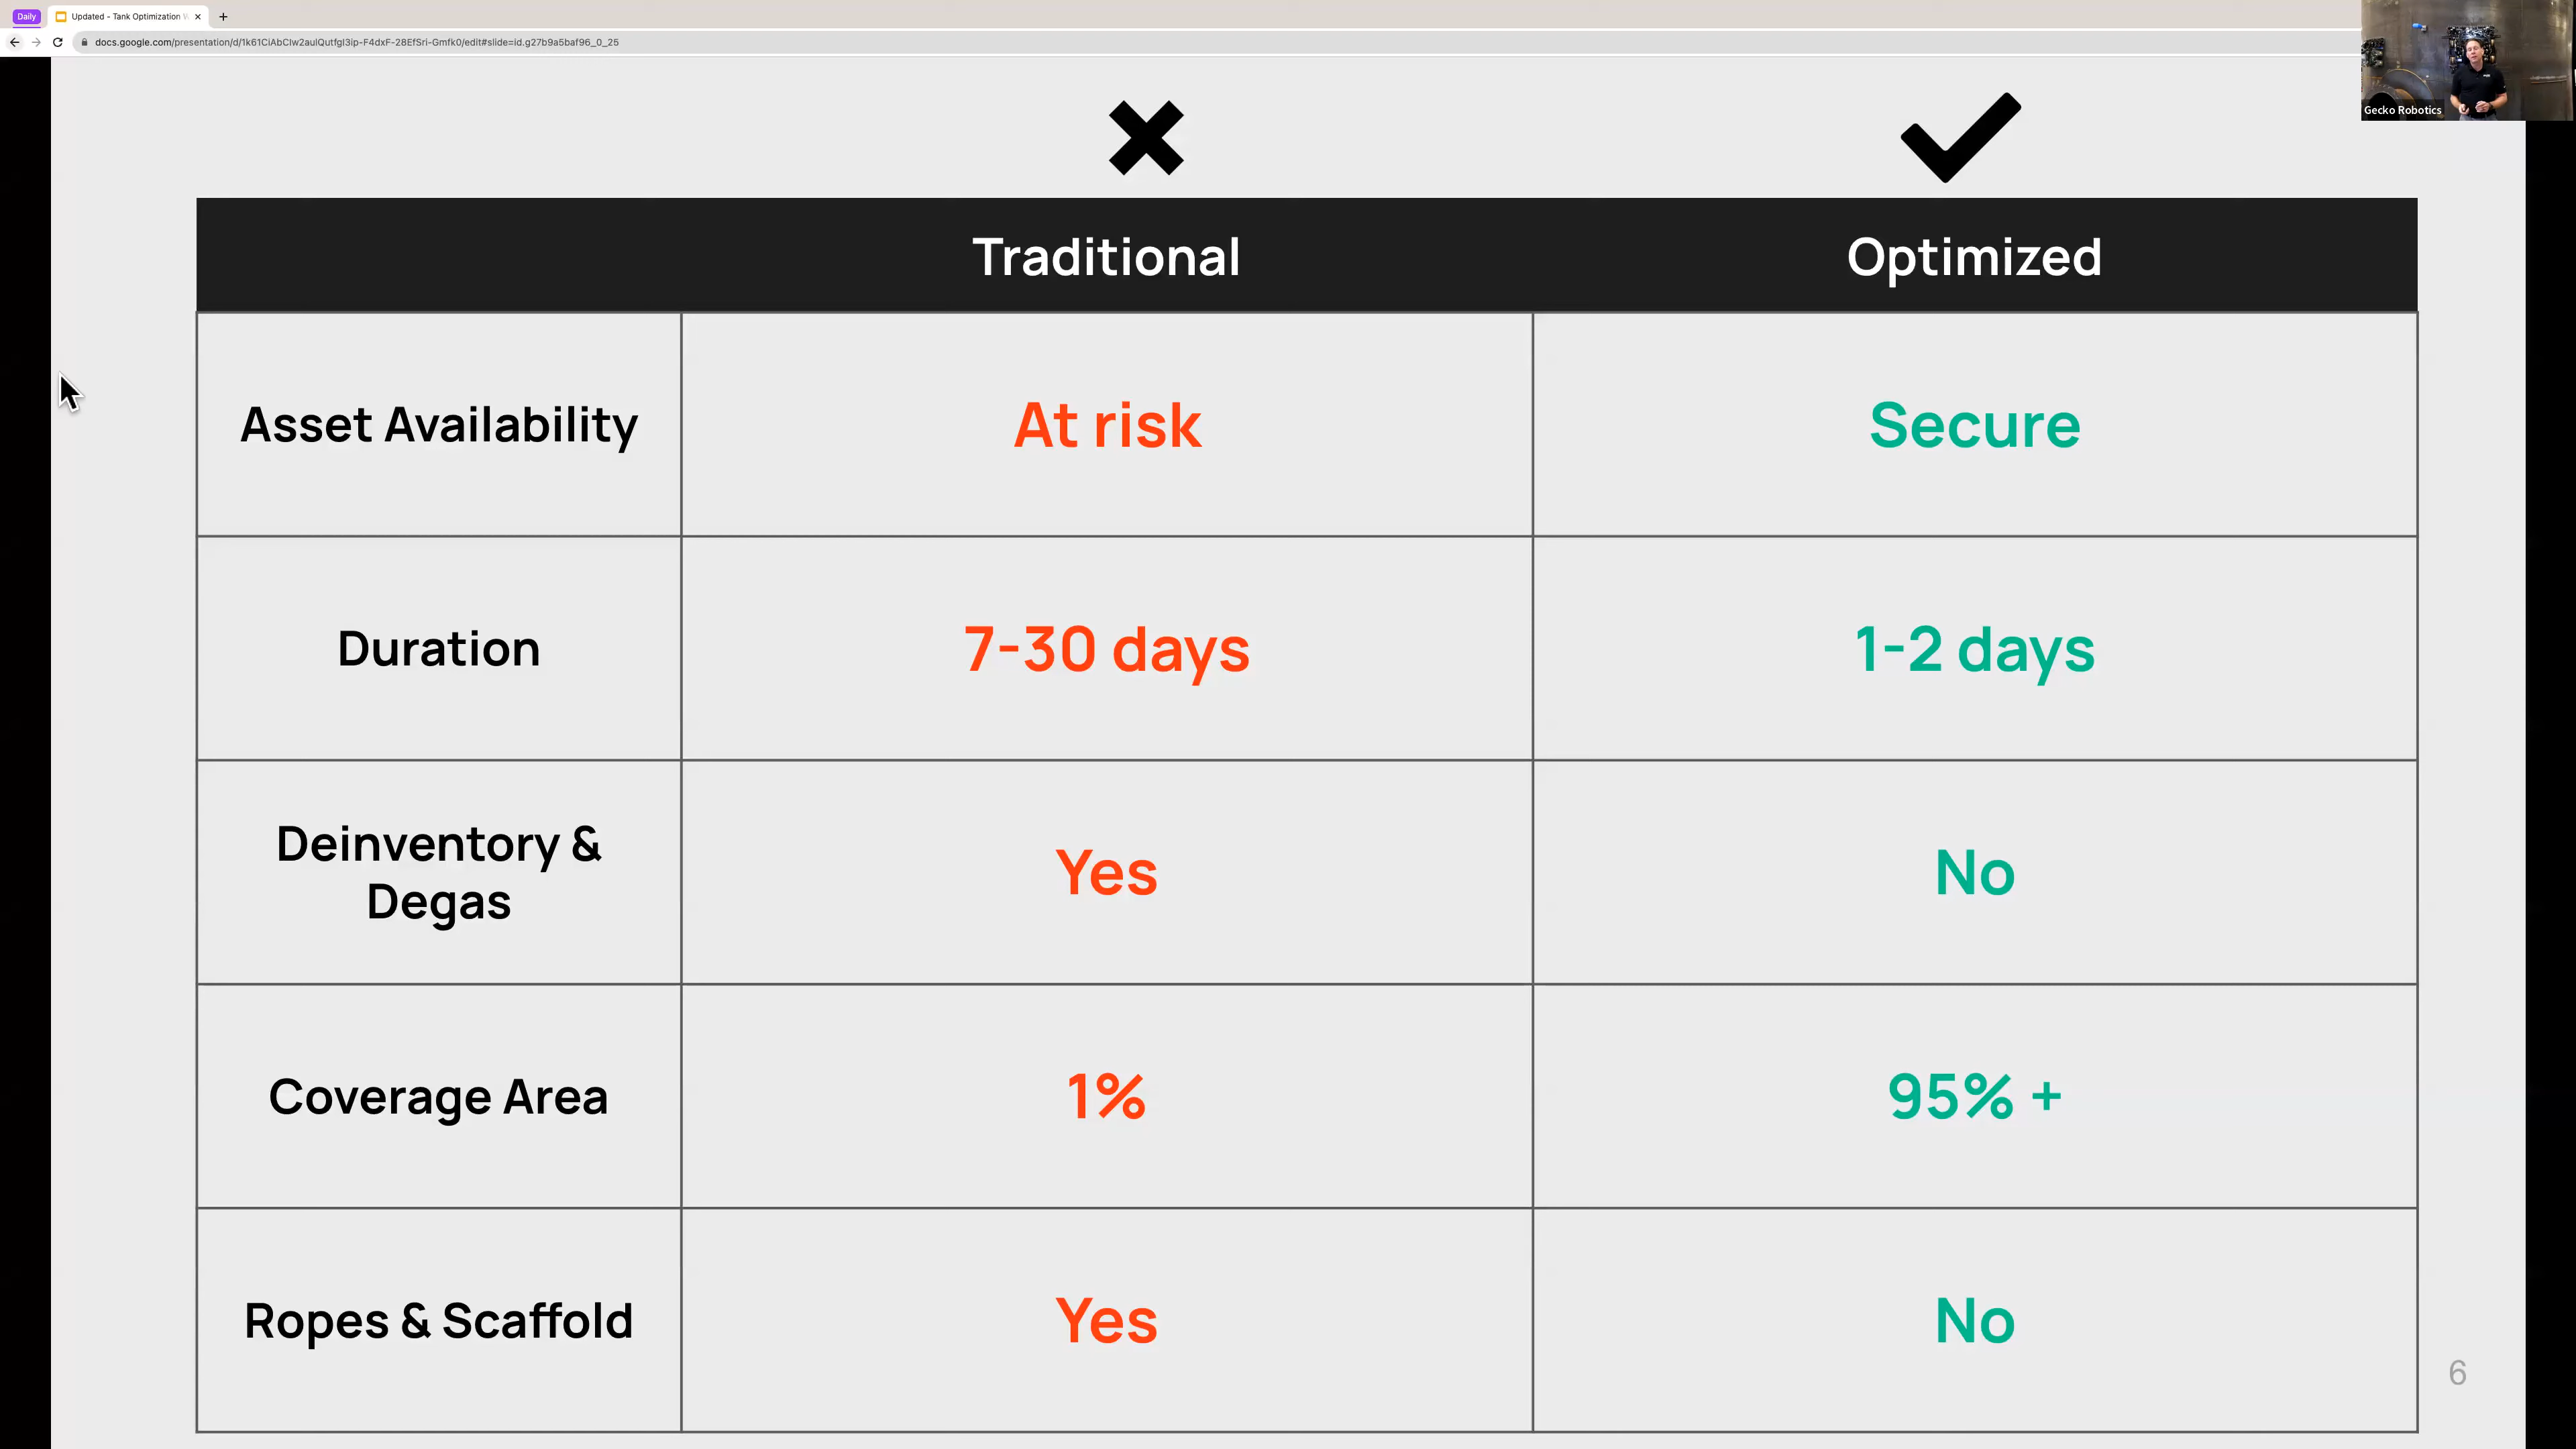 Daily
Updated - Tank Optimization W
docs.google.com/presentation/d/1k61CiAbCIw2aulQutfgI3ip-F4dxF-28EfSri-Gmfk0/edit#slide=id.g27b9a5baf96_0_25
Gecko Robotics
Traditional Optimized
Asset Availability At risk Secure
Duration 7-30 days 1-2 days
Deinventory &
Degas Yes No
Coverage Area 1% 95% +
Ropes & Scaffold Yes No
6